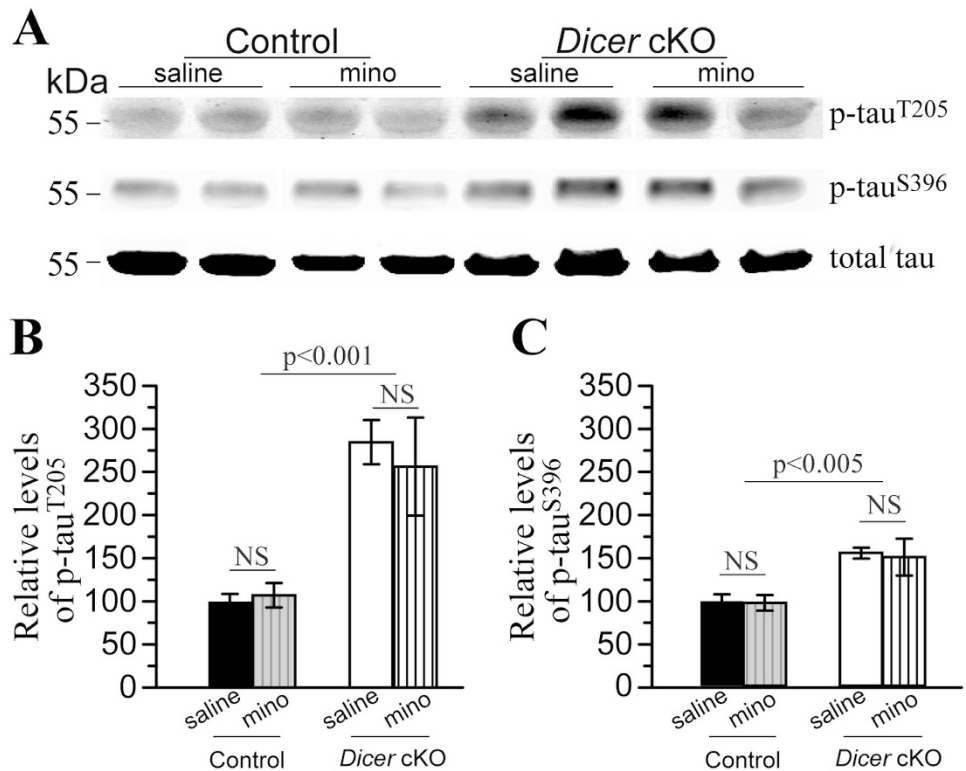 A
Control Dicer cKO
kDa saline mino saline mino
55 p-tauT205
55 p-tauS396
55 total tau
B
p<0.001
NS
NS
Relative levels
of p-tauT205
350
300
250
200
150
100
50
0
saline mino saline mino
Control Dicer cKO
C
p<0.005
NS
NS
Relative levels
of p-tauS396
350
300
250
200
150
100
50
0
saline mino saline mino
Control Dicer cKO